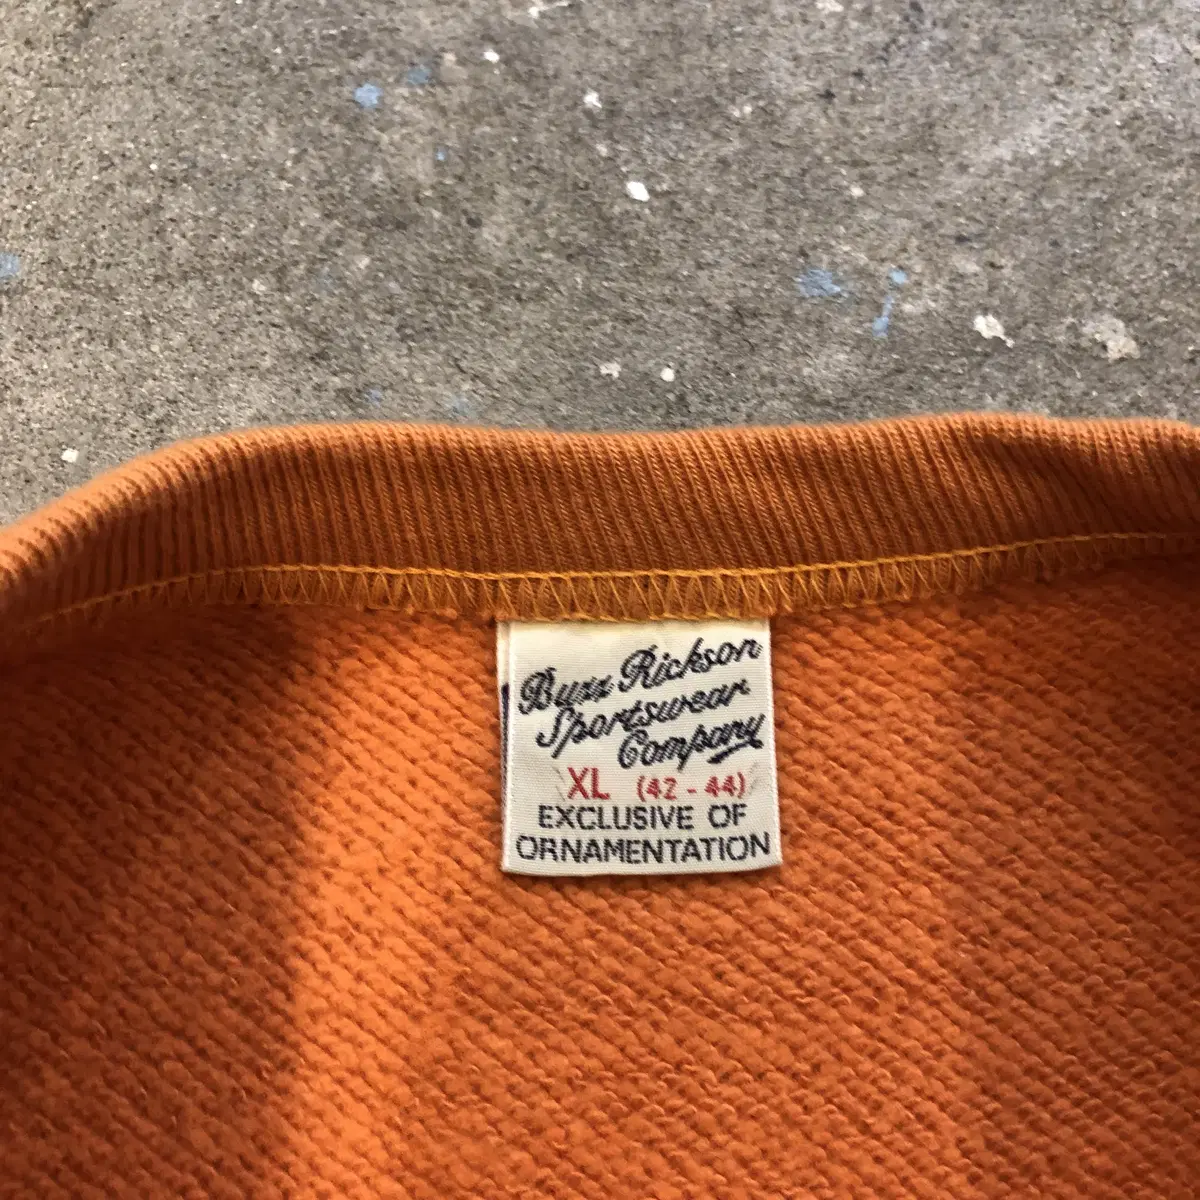 Buzz Rickson
Sportswear
Company
XL (42 - 44)
EXCLUSIVE OF
ORNAMENTATION